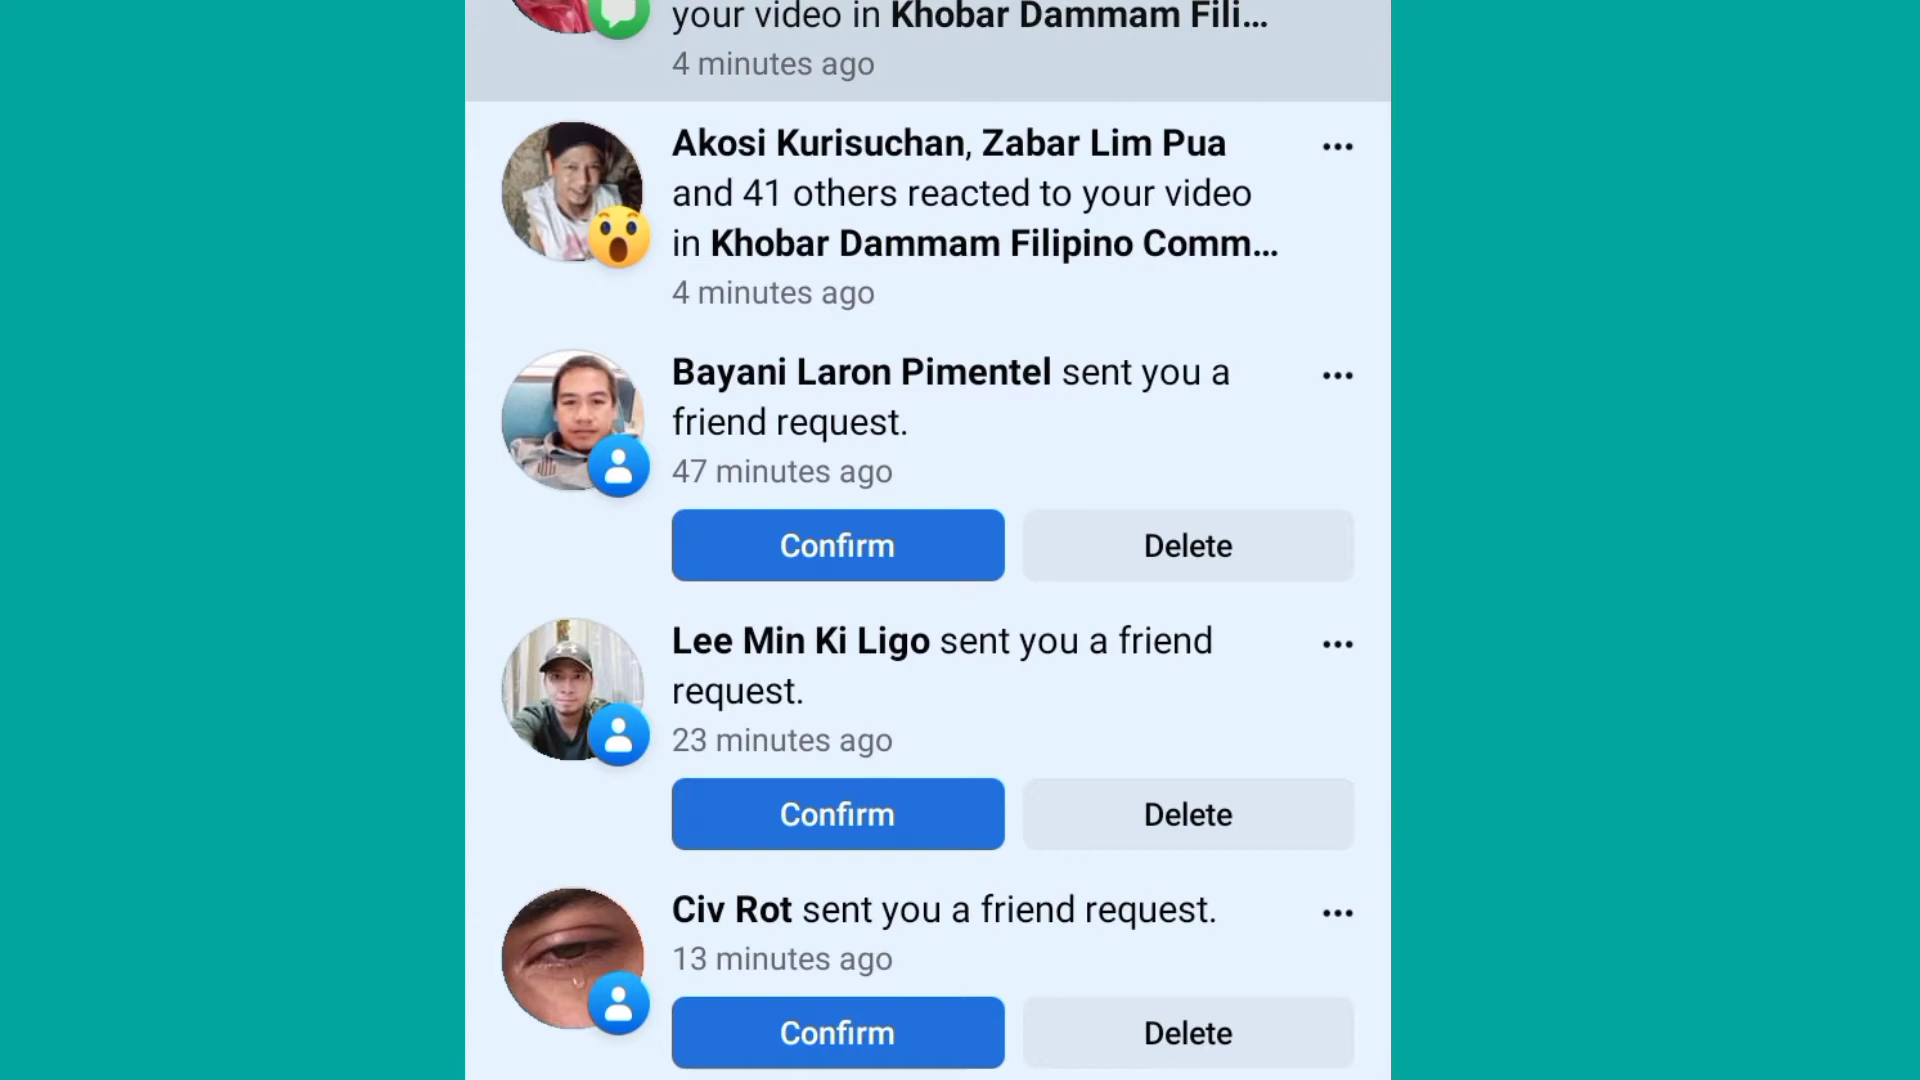 your video in Khobar Dammam Fili...
4 minutes ago
Akosi Kurisuchan, Zabar Lim Pua
and 41 others reacted to your video
in Khobar Dammam Filipino Comm...
4 minutes ago
Bayani Laron Pimentel sent you a
friend request.
47 minutes ago
Confirm Delete
Lee Min Ki Ligo sent you a friend
request.
23 minutes ago
Confirm Delete
Civ Rot sent you a friend request.
13 minutes ago
Confirm Delete